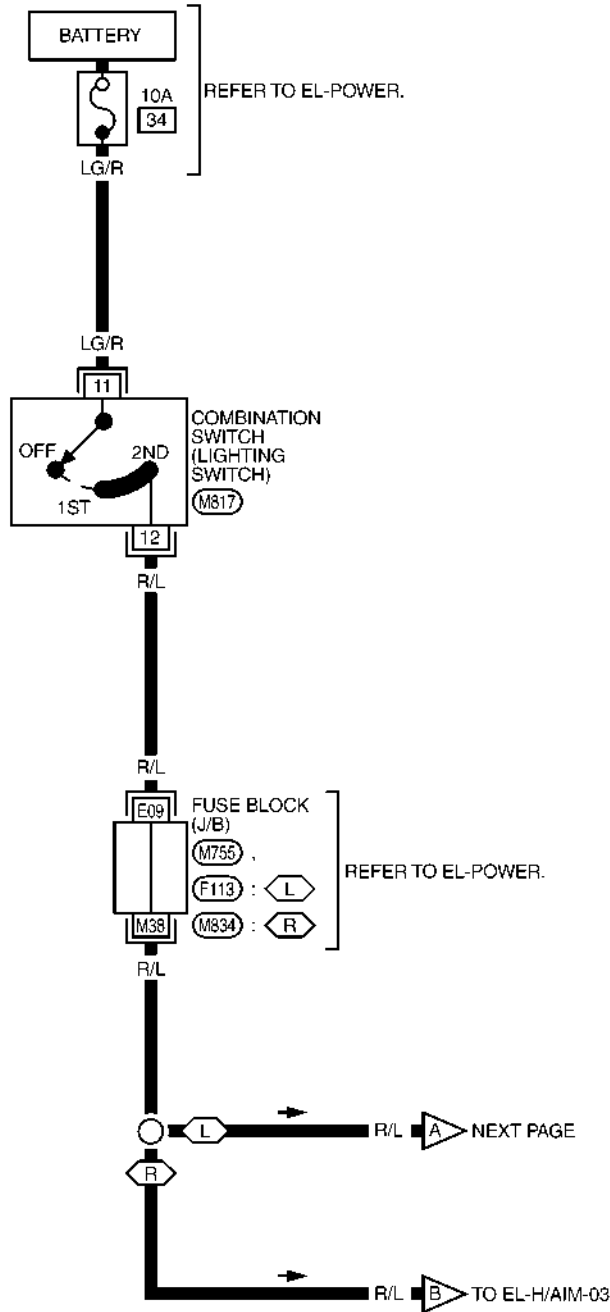 BATTERY
10A
34
REFER TO EL-POWER.
LG/R
LG/R
11
COMBINATION
SWITCH
(LIGHTING
SWITCH)
M817
OFF
2ND
1ST
12
R/L
R/L
E09
FUSE BLOCK
(J/B)
M755 ,
F113 : L
M834 : R
REFER TO EL-POWER.
M38
R/L
L
R/L
A
NEXT PAGE
R
R/L
B
TO EL-H/AIM-03